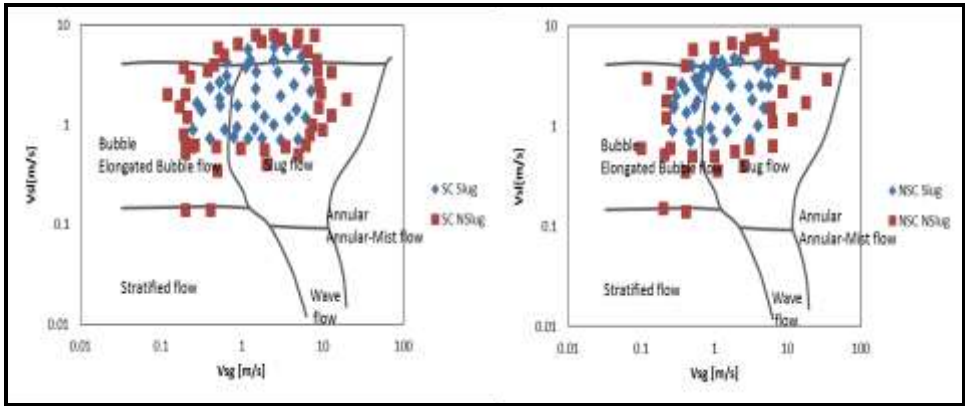 10
1
0.1
0.01
Vsl[m/s]
Bubble
Elongated Bubble flow
Slug flow
Annular
Annular-Mist flow
Stratified flow
Wave
flow
0.01
0.1
1
10
100
Vsg [m/s]
SC Slug
SC NSlug
10
1
0.1
0.01
Vsl[m/s]
Bubble
Elongated Bubble flow
Slug flow
Annular
Annular-Mist flow
Stratified flow
Wave
flow
0.01
0.1
1
10
100
Vsg [m/s]
NSC Slug
NSC NSlug